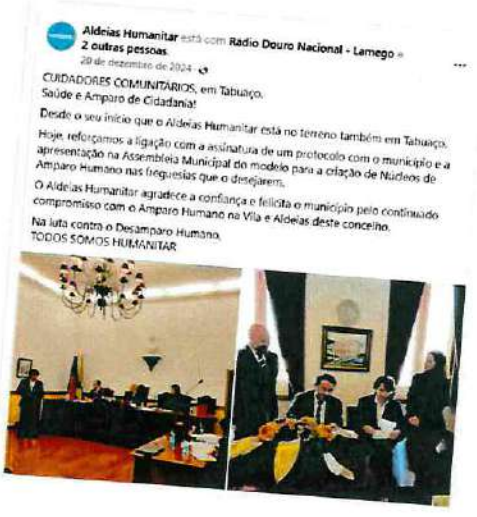 Aldeias Humanitar está com Rádio Douro Nacional - Lamego e
2 outras pessoas.
20 de dezembro de 2024
CUIDADORES COMUNITÁRIOS, em Tabuaço.
Saúde e Amparo de Cidadania!
Desde o seu início que o Aldeias Humanitar está no terreno também em Tabuaço.
Hoje, reforçamos a ligação com a assinatura de um protocolo com o município e a
apresentação na Assembleia Municipal do modelo para a criação de Núcleos de
Amparo Humano nas freguesias que o desejarem.
O Aldeias Humanitar agradece a confiança e felicita o município pelo continuado
compromisso com o Amparo Humano na Vila e Aldeias deste concelho.
Na luta contra o Desamparo Humano,
TODOS SOMOS HUMANITAR